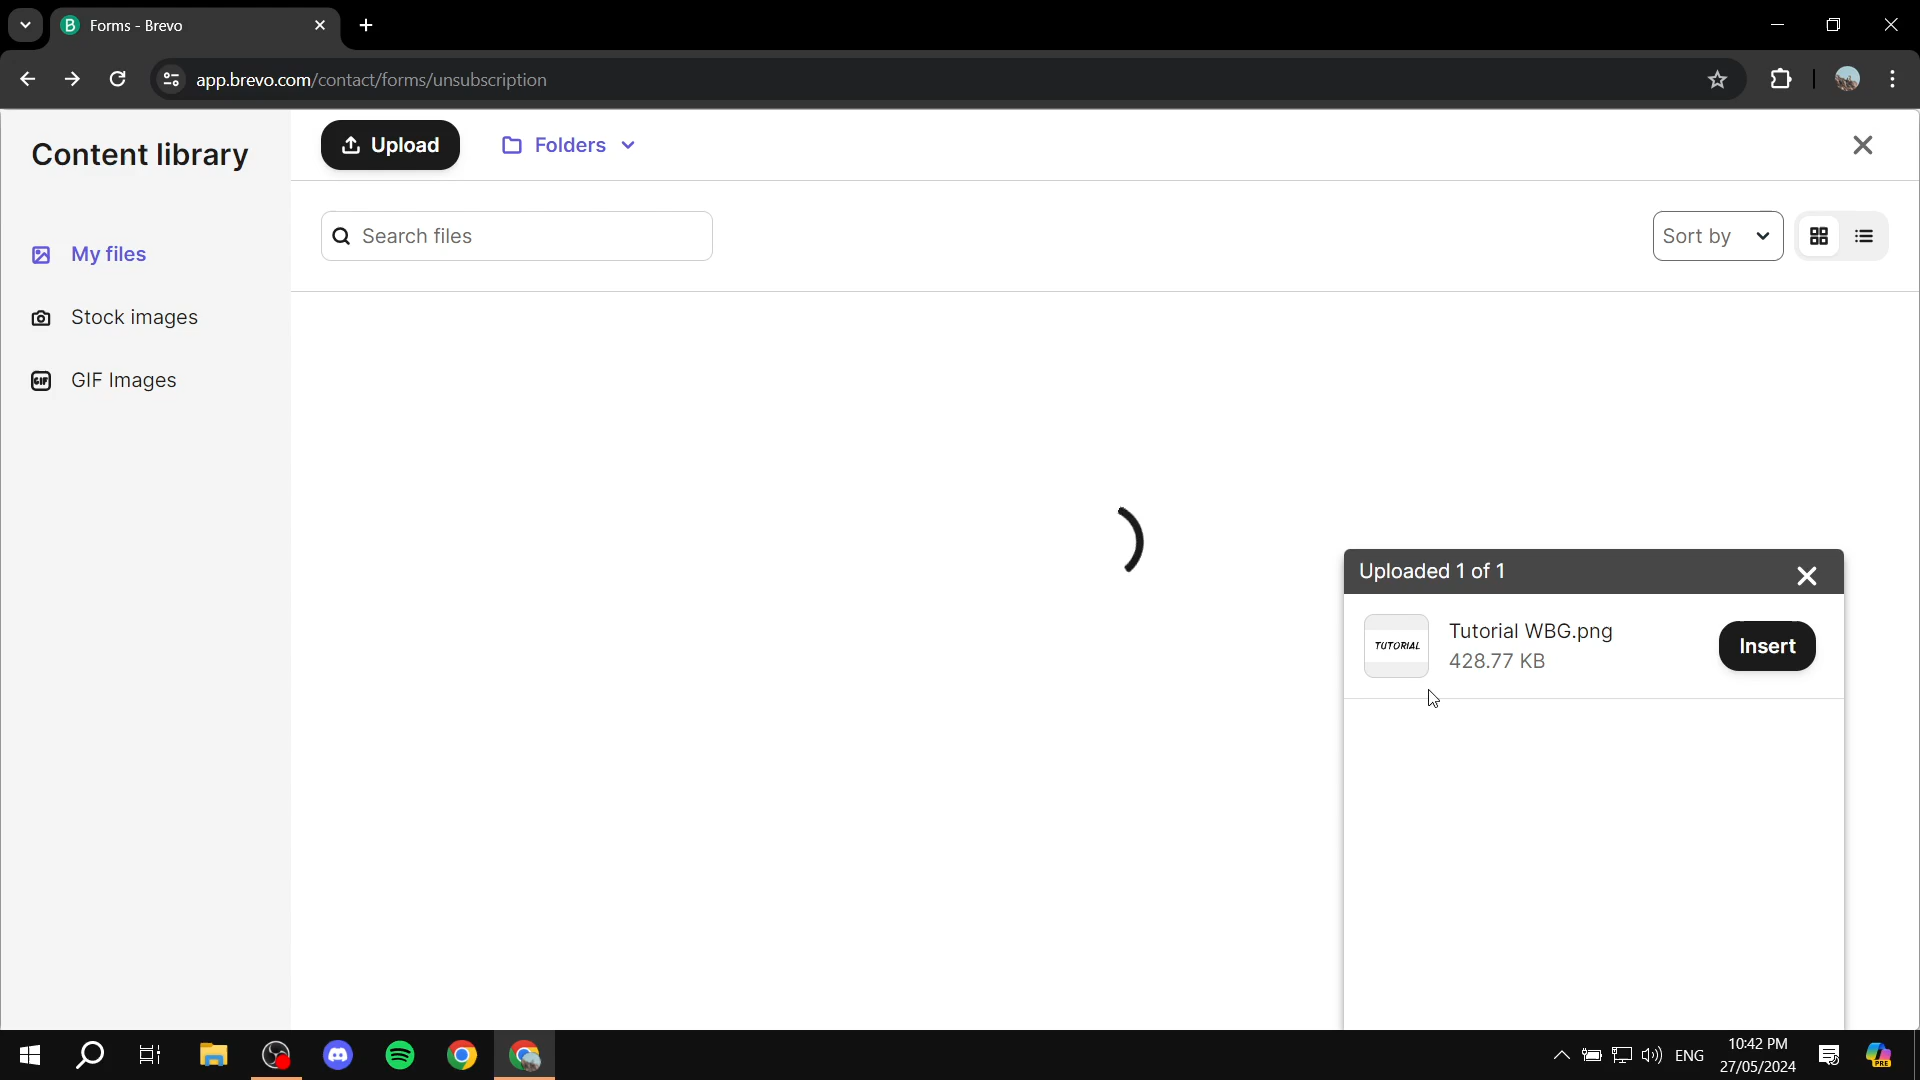 Forms - Brevo
app.brevo.com/contact/forms/unsubscription
Content library
Upload
Folders
Search files
Sort by
My files
Stock images
GIF
GIF Images
Uploaded 1 of 1
TUTORIAL
Tutorial WBG.png
428.77 KB
Insert
ENG
10:42 PM
27/05/2024
PRE